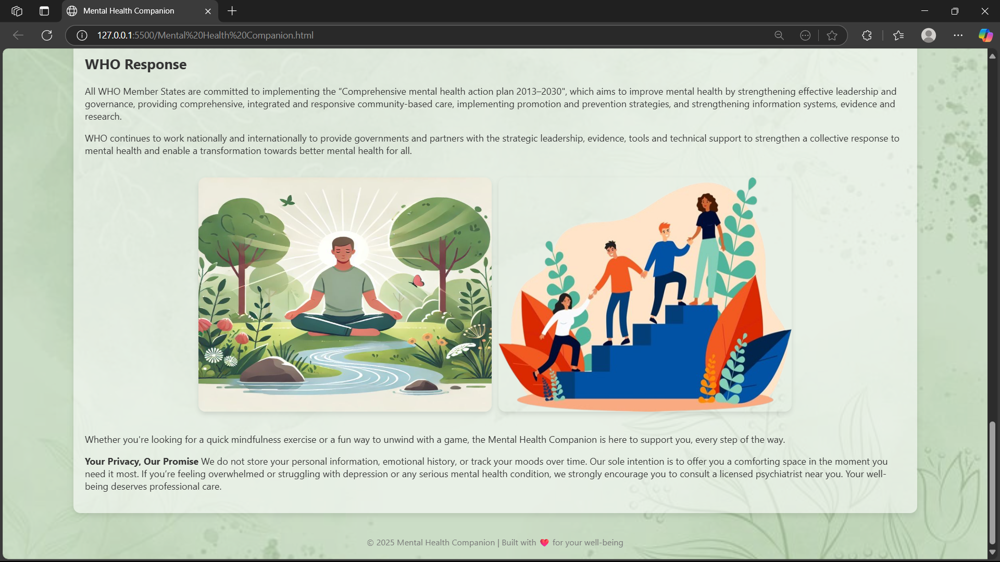 Mental Health Companion
127.0.0.1:5500/Mental%20Health%20Companion.html
WHO Response
All WHO Member States are committed to implementing the “Comprehensive mental health action plan 2013–2030", which aims to improve mental health by strengthening effective leadership and
governance, providing comprehensive, integrated and responsive community-based care, implementing promotion and prevention strategies, and strengthening information systems, evidence and
research.
WHO continues to work nationally and internationally to provide governments and partners with the strategic leadership, evidence, tools and technical support to strengthen a collective response to
mental health and enable a transformation towards better mental health for all.
Whether you're looking for a quick mindfulness exercise or a fun way to unwind with a game, the Mental Health Companion is here to support you, every step of the way.
Your Privacy, Our Promise We do not store your personal information, emotional history, or track your moods over time. Our sole intention is to offer you a comforting space in the moment you
need it most. If you’re feeling overwhelmed or struggling with depression or any serious mental health condition, we strongly encourage you to consult a licensed psychiatrist near you. Your well-
being deserves professional care.
© 2025 Mental Health Companion | Built with ❤️ for your well-being